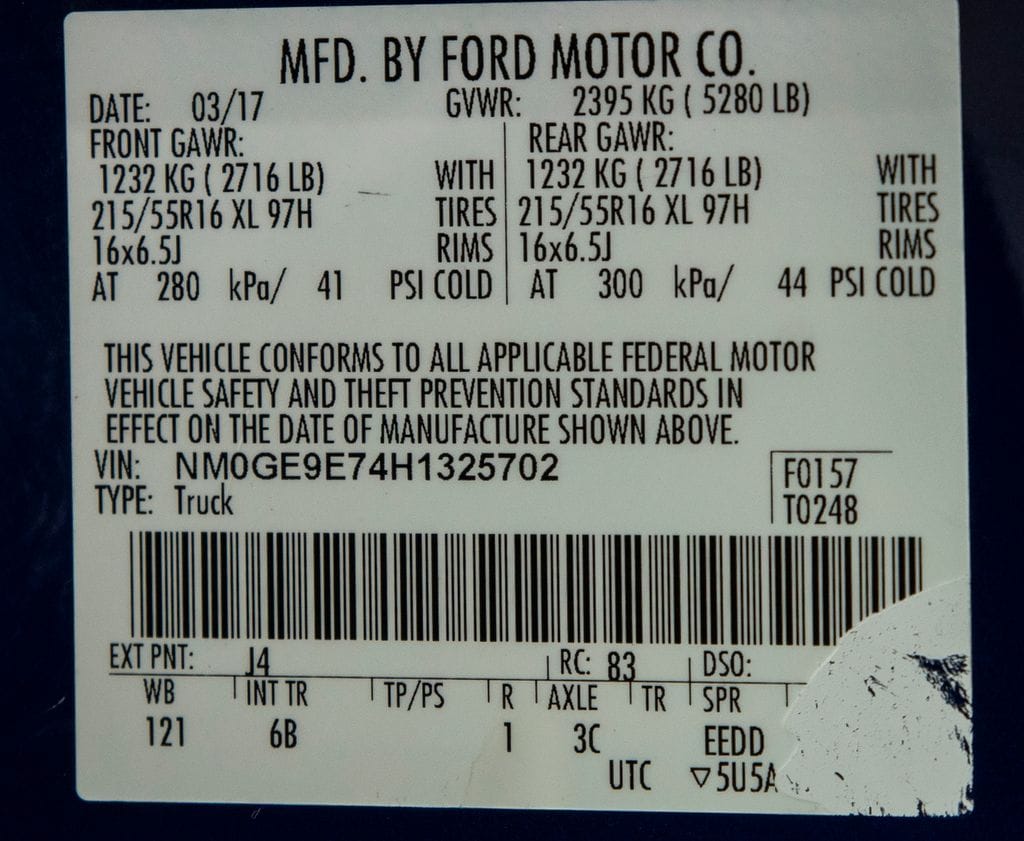 MFD. BY FORD MOTOR CO.
DATE: 03/17 GVWR: 2395 KG ( 5280 LB)
FRONT GAWR: REAR GAWR:
1232 KG ( 2716 LB) WITH 1232 KG ( 2716 LB) WITH
215/55R16 XL 97H TIRES 215/55R16 XL 97H TIRES
16x6.5J RIMS 16x6.5J RIMS
AT 280 kPa/ 41 PSI COLD AT 300 kPa/ 44 PSI COLD
THIS VEHICLE CONFORMS TO ALL APPLICABLE FEDERAL MOTOR
VEHICLE SAFETY AND THEFT PREVENTION STANDARDS IN
EFFECT ON THE DATE OF MANUFACTURE SHOWN ABOVE.
VIN: NM0GE9E74H1325702 F0157
TYPE: Truck T0248
EXT PNT: J4 RC: 83 DSO:
WB INT TR TP/PS R AXLE TR SPR
121 6B 1 3C EEDD
UTC ▽5U5A